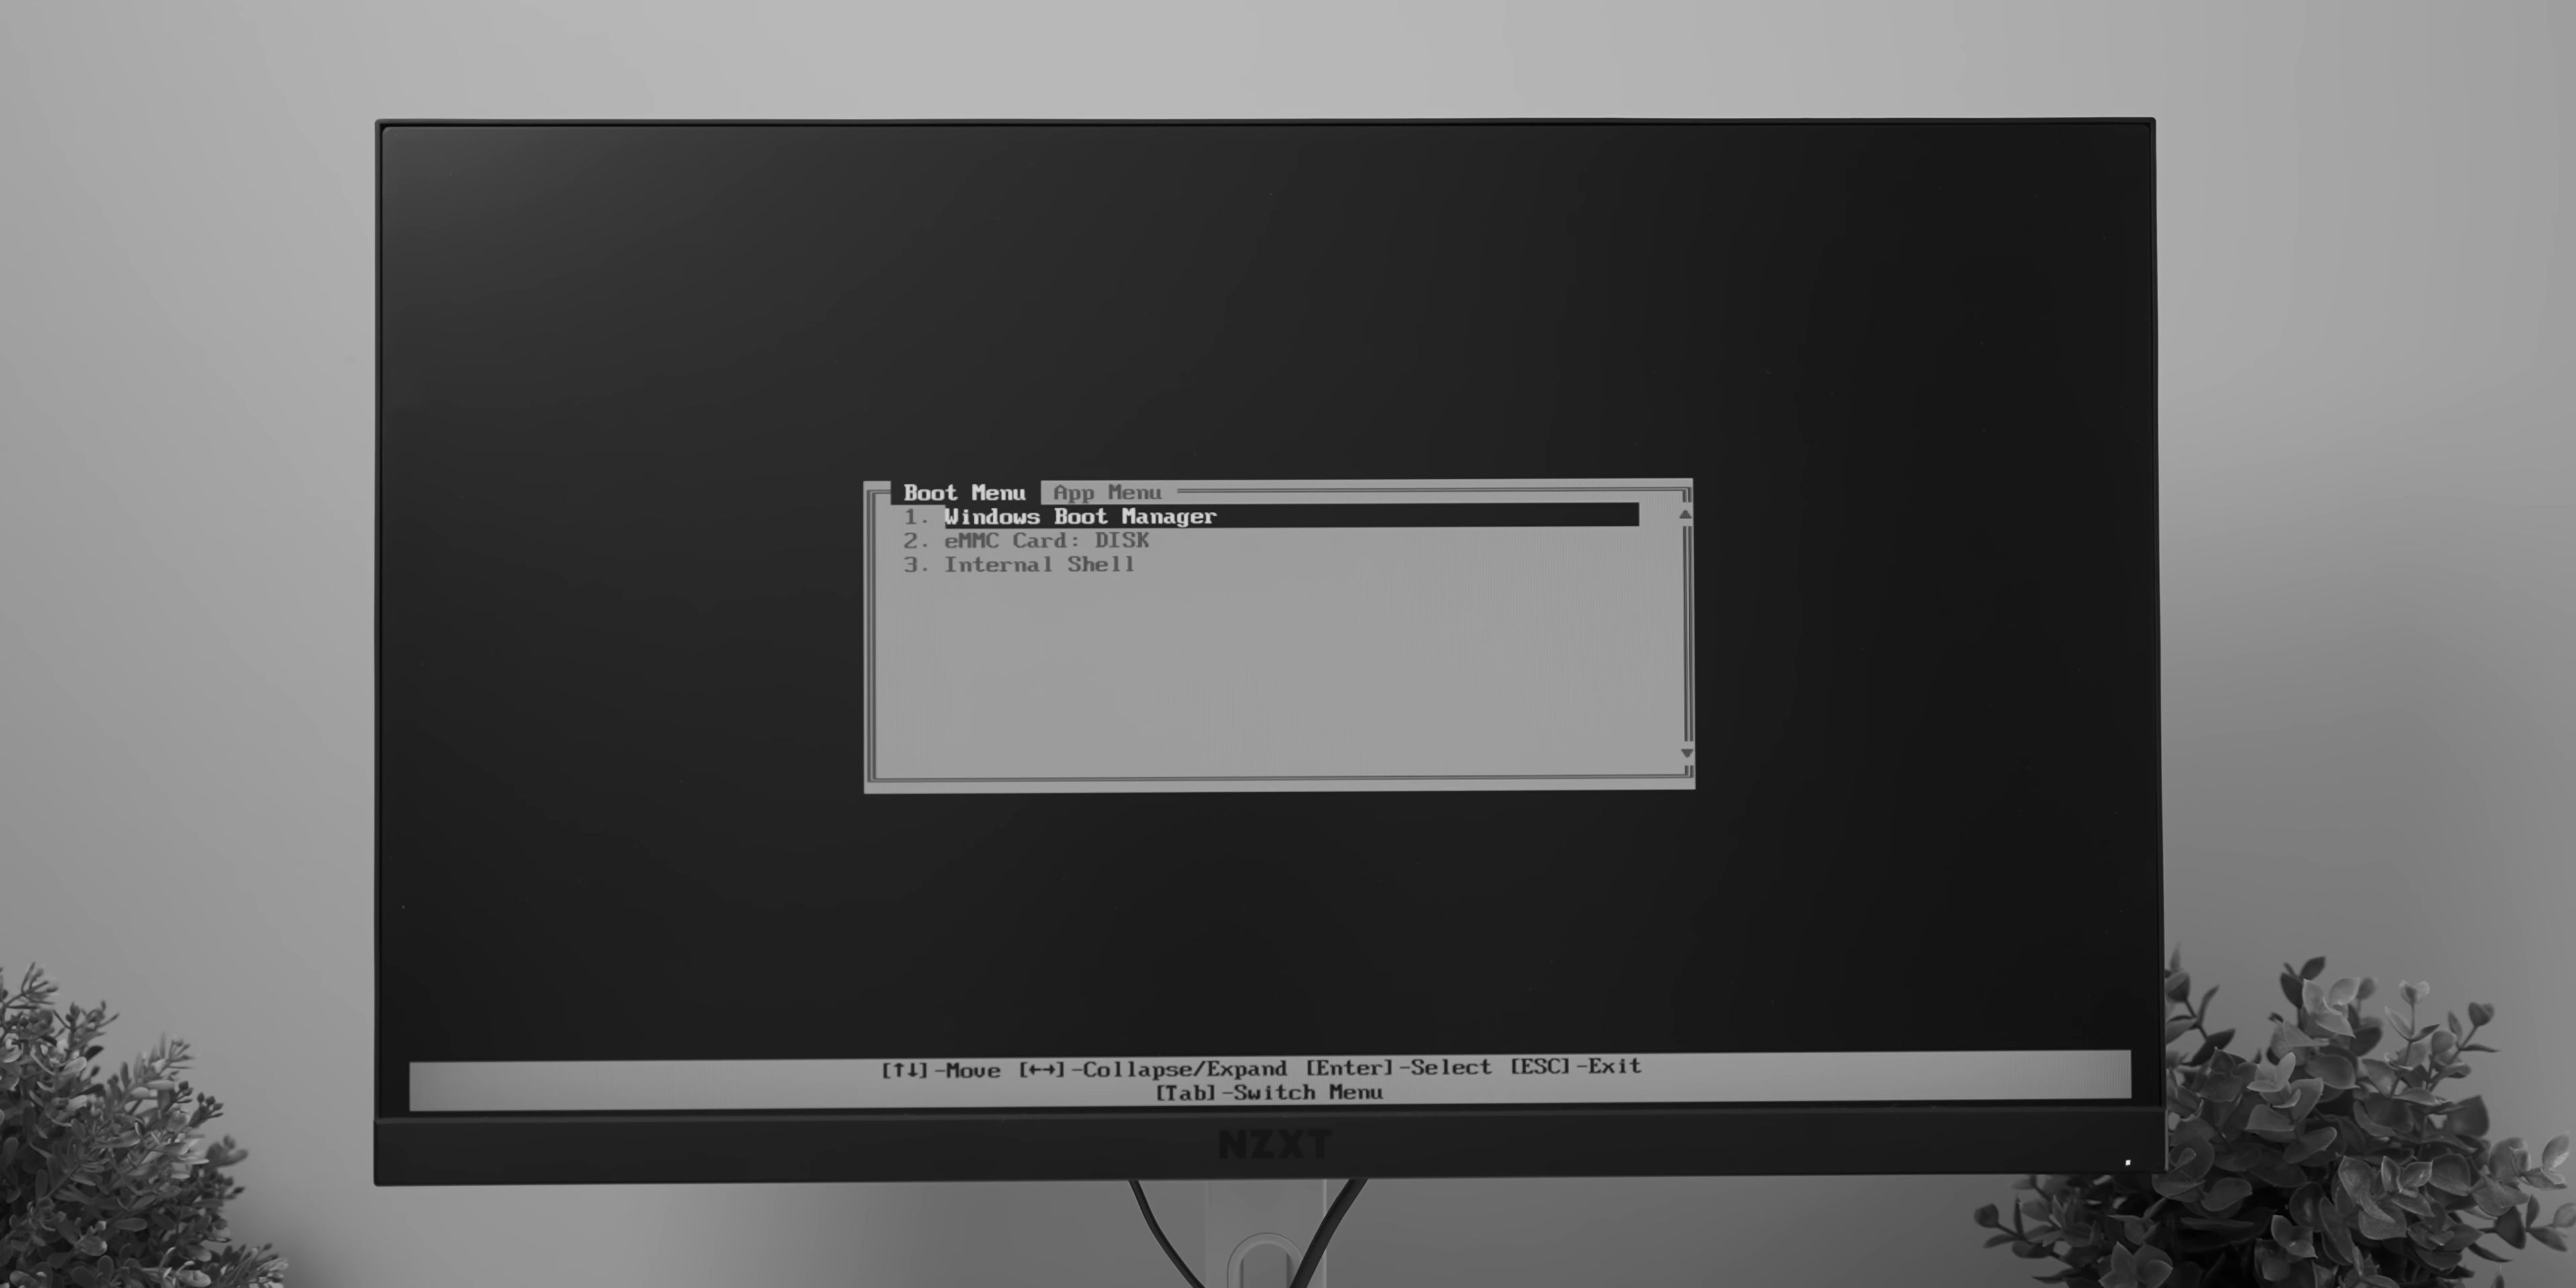 Boot Menu App Menu
1. Windows Boot Manager
2. eMMC Card: DISK
3. Internal Shell
[↑↓]-Move [←→]-Collapse/Expand [Enter]-Select [ESC]-Exit
[Tab]-Switch Menu
NZXT